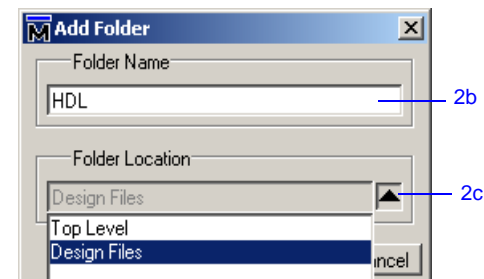 Add Folder
Folder Name
HDL
2b
Folder Location
Design Files
2c
Top Level
Design Files
ncel